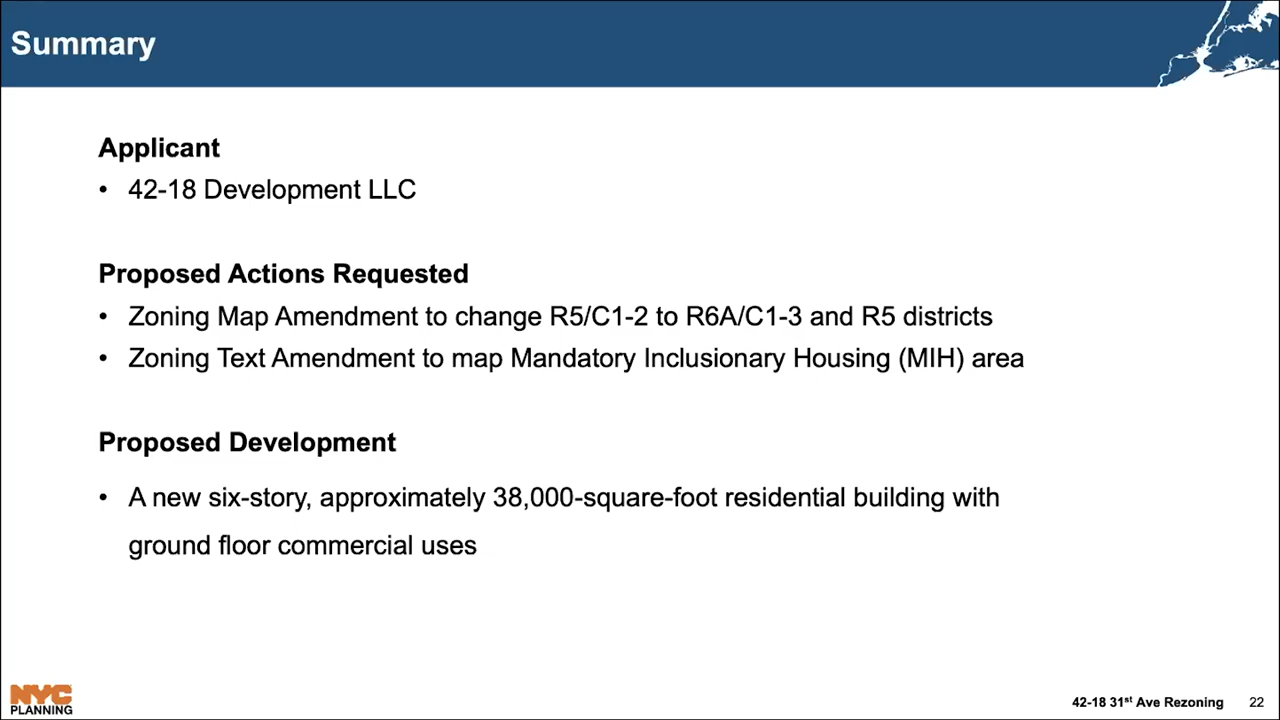 Summary
Applicant
• 42-18 Development LLC
Proposed Actions Requested
• Zoning Map Amendment to change R5/C1-2 to R6A/C1-3 and R5 districts
• Zoning Text Amendment to map Mandatory Inclusionary Housing (MIH) area
Proposed Development
• A new six-story, approximately 38,000-square-foot residential building with
ground floor commercial uses
NYC
PLANNING
42-18 31st Ave Rezoning 22